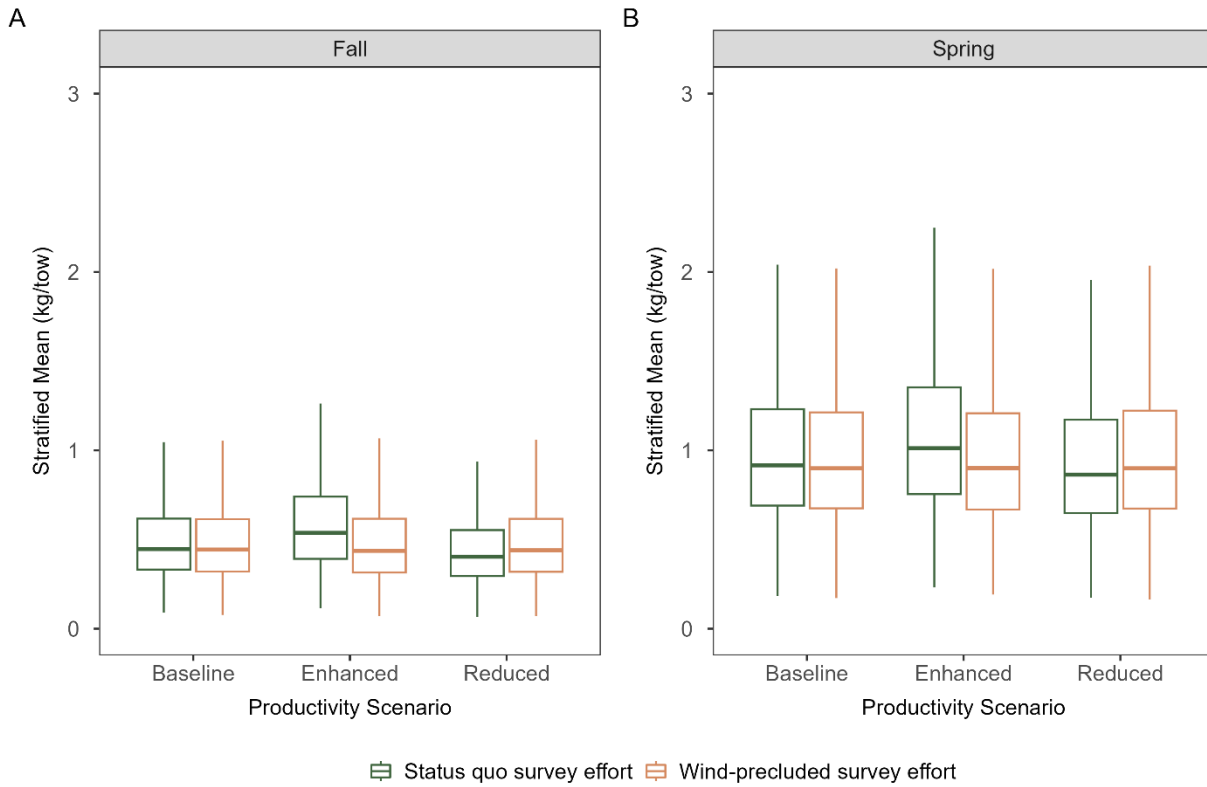 A
Fall
3
2
1
0
Stratified Mean (kg/tow)
Baseline Enhanced Reduced
Productivity Scenario
B
Spring
3
2
1
0
Stratified Mean (kg/tow)
Baseline Enhanced Reduced
Productivity Scenario
Status quo survey effort Wind-precluded survey effort